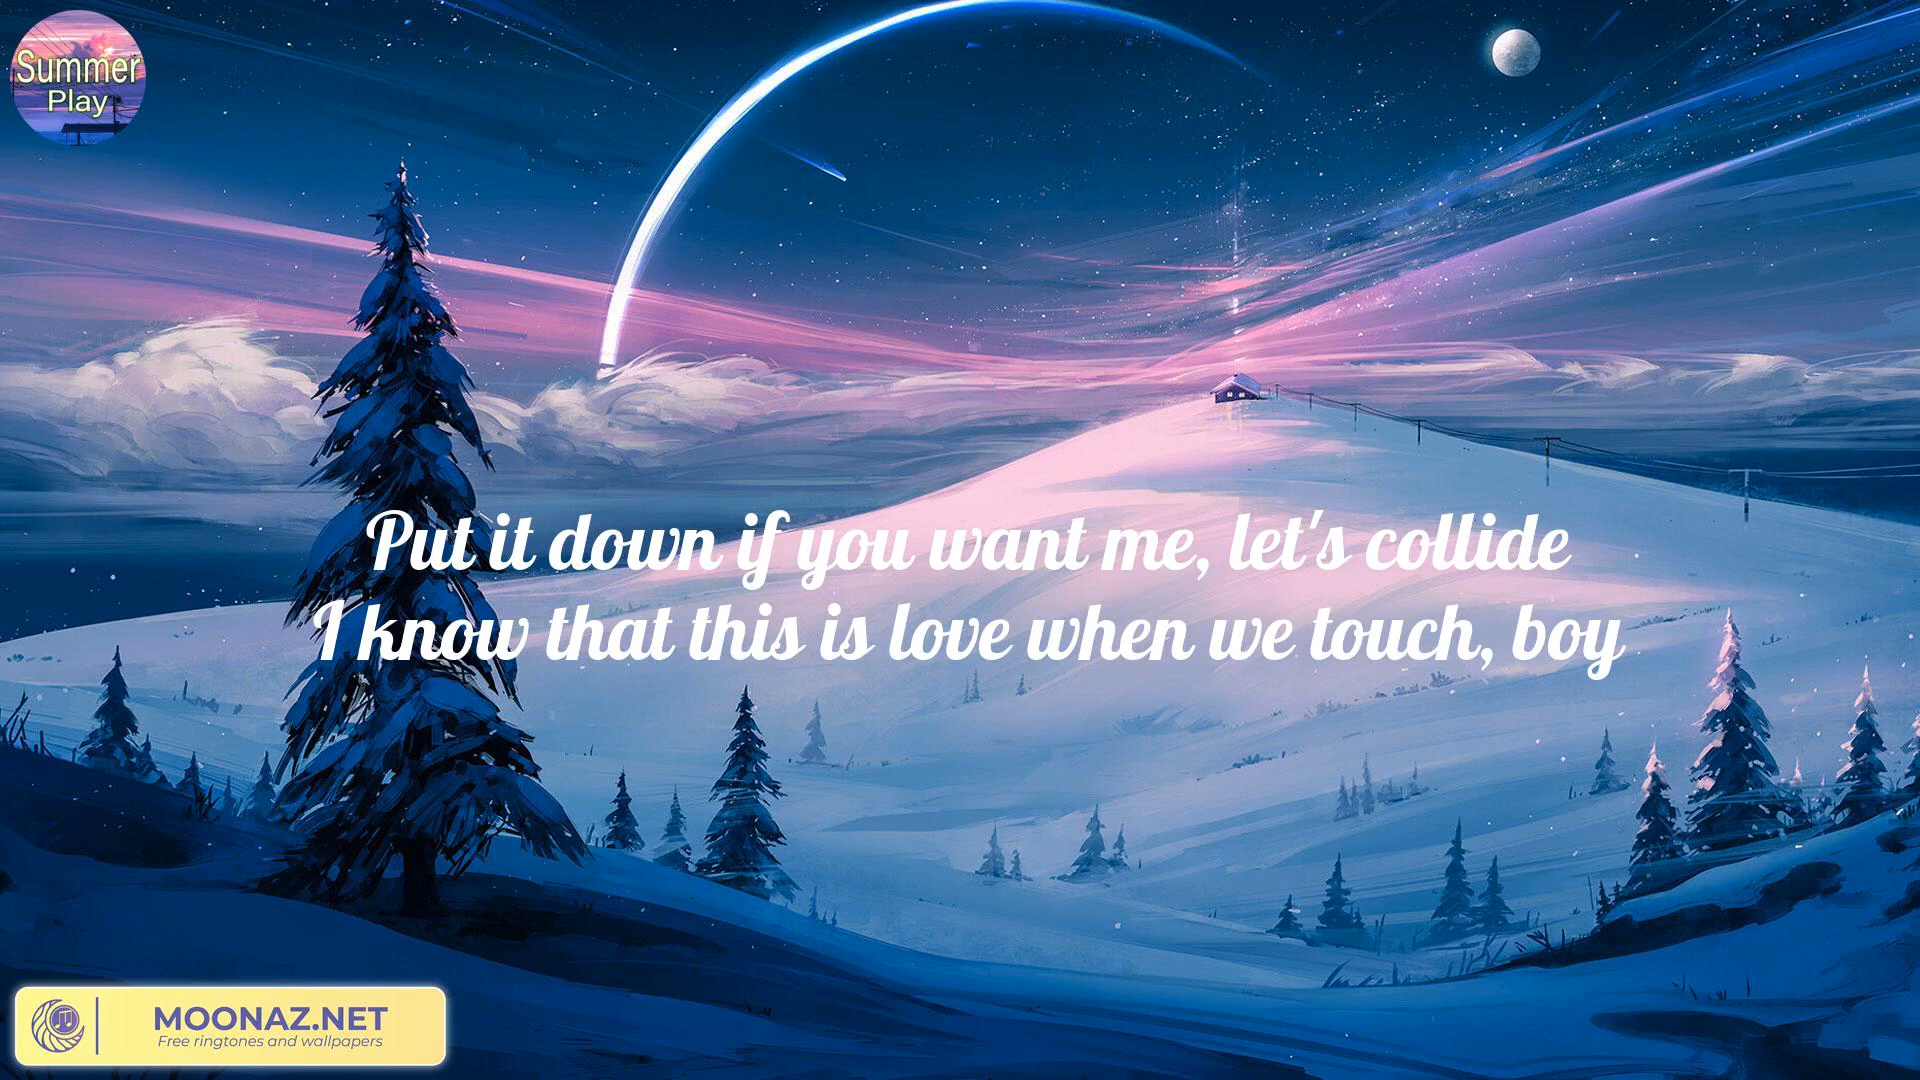 Summer
Play
Put it down if you want me, let's collide
I know that this is love when we touch, boy
MOONAZ.NET
Free ringtones and wallpapers